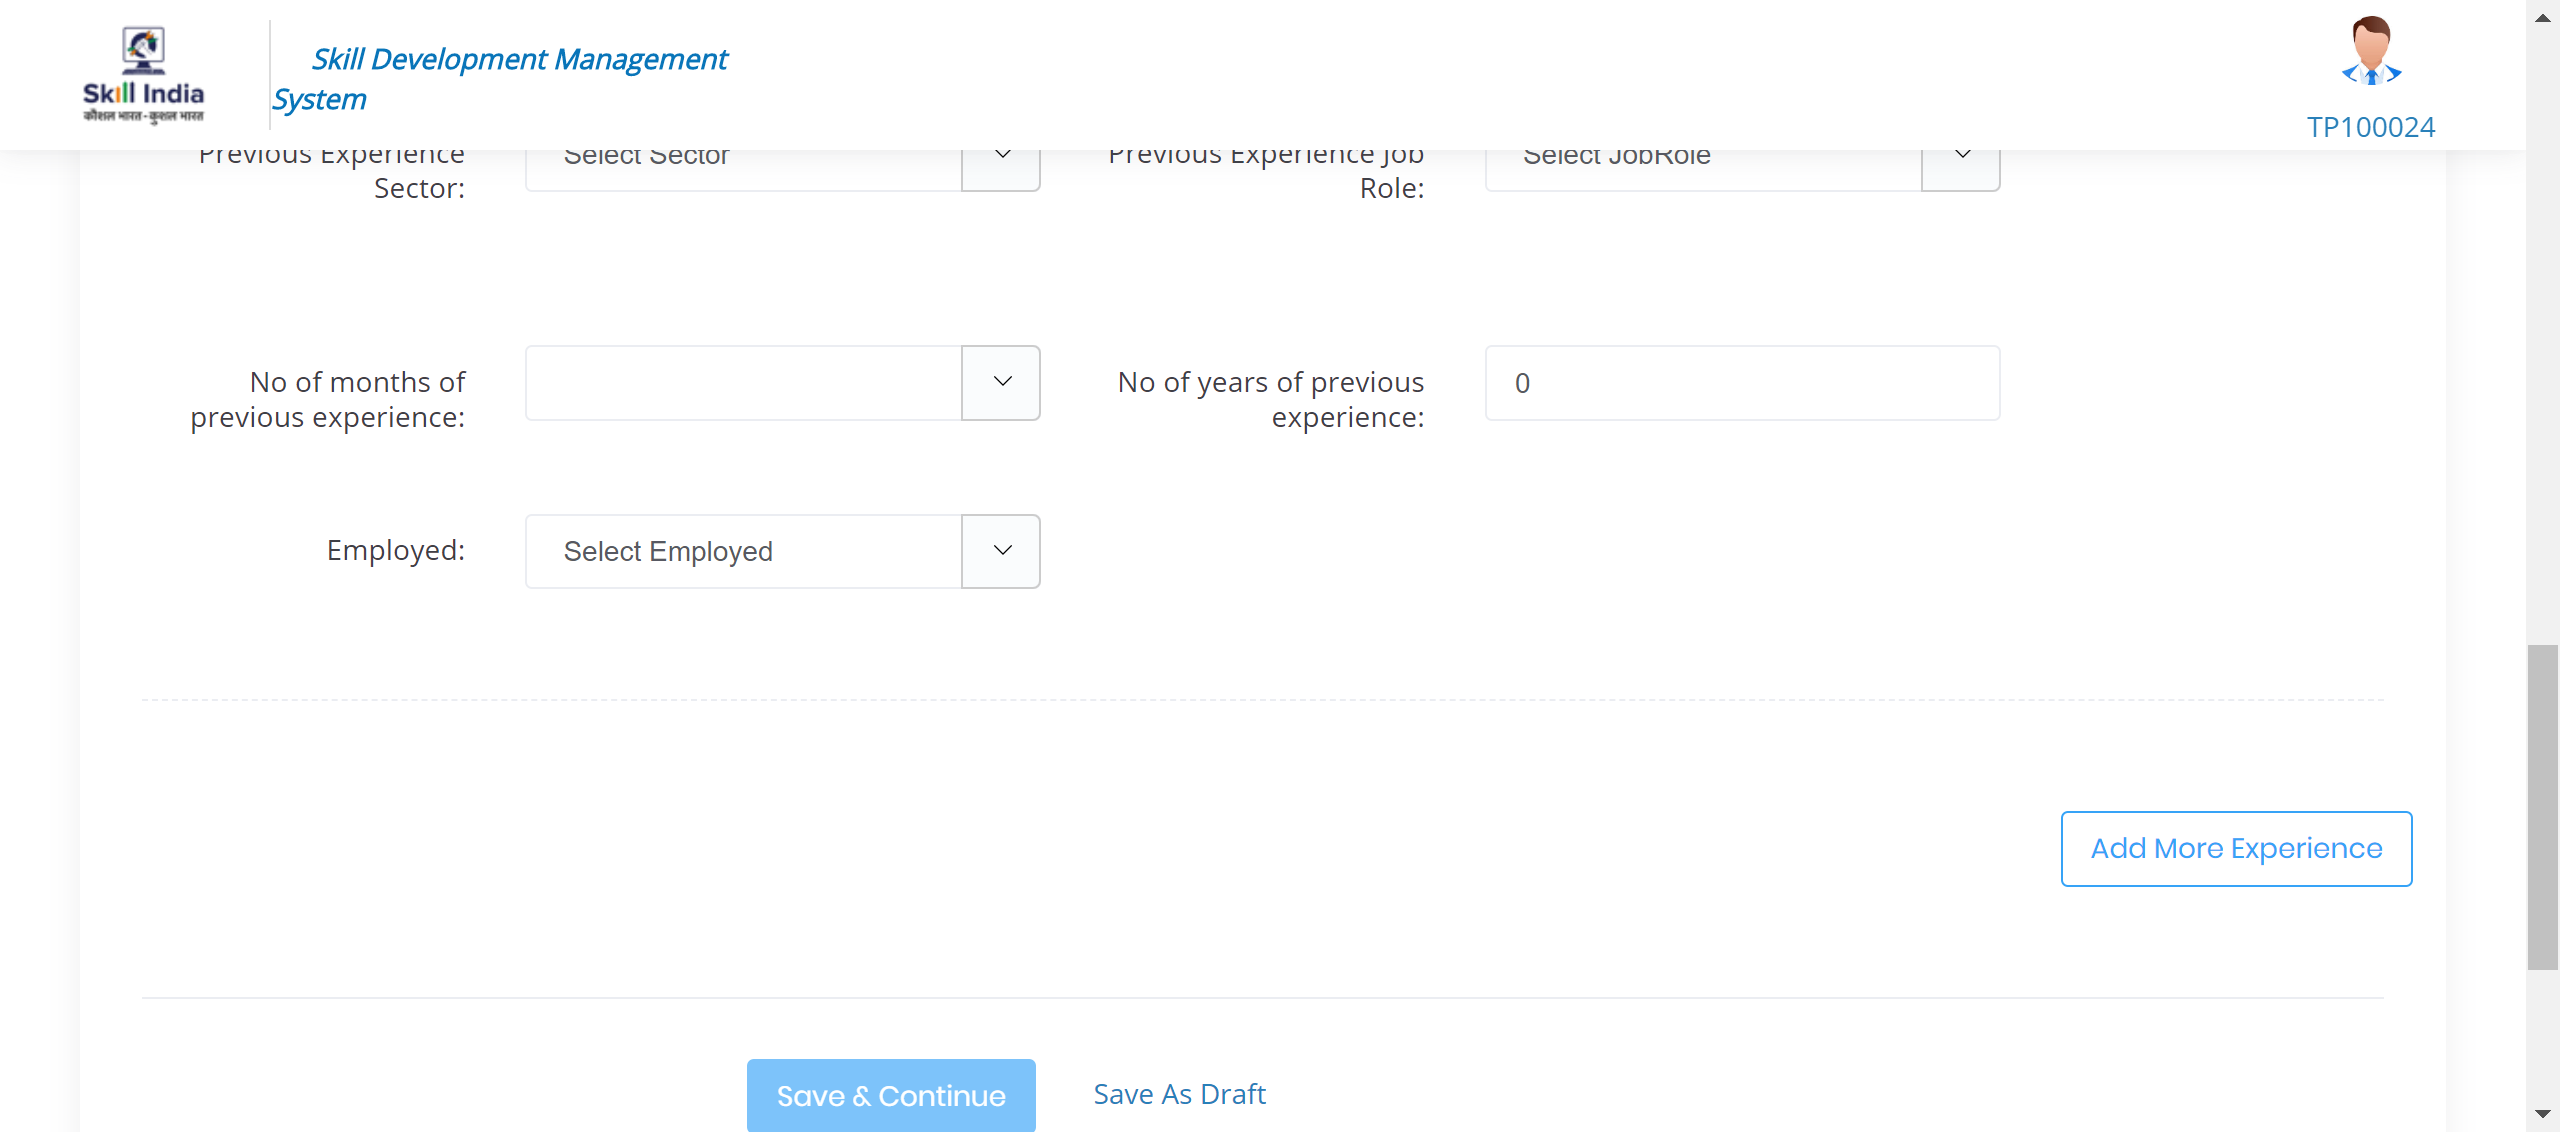 Skill India
कौशल भारत - कुशल भारत
Skill Development Management
System
TP100024
Previous Experience
Sector:
Select Sector
Previous Experience Job
Role:
Select JobRole
No of months of
previous experience:
No of years of previous
experience:
0
Employed:
Select Employed
Add More Experience
Save & Continue
Save As Draft